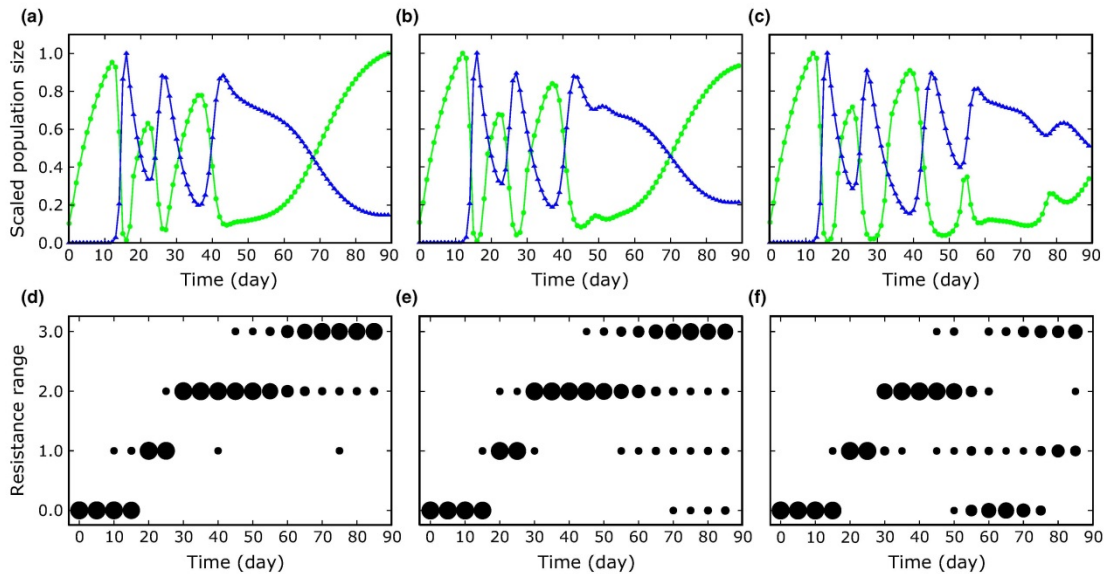 (a) (b) (c)
Scaled population size
1.0
0.8
0.6
0.4
0.2
0.0
0 10 20 30 40 50 60 70 80 90
0 10 20 30 40 50 60 70 80 90
0 10 20 30 40 50 60 70 80 90
Time (day) Time (day) Time (day)
(d) (e) (f)
Resistance range
3.0
2.0
1.0
0.0
0 10 20 30 40 50 60 70 80 90
0 10 20 30 40 50 60 70 80 90
0 10 20 30 40 50 60 70 80 90
Time (day) Time (day) Time (day)